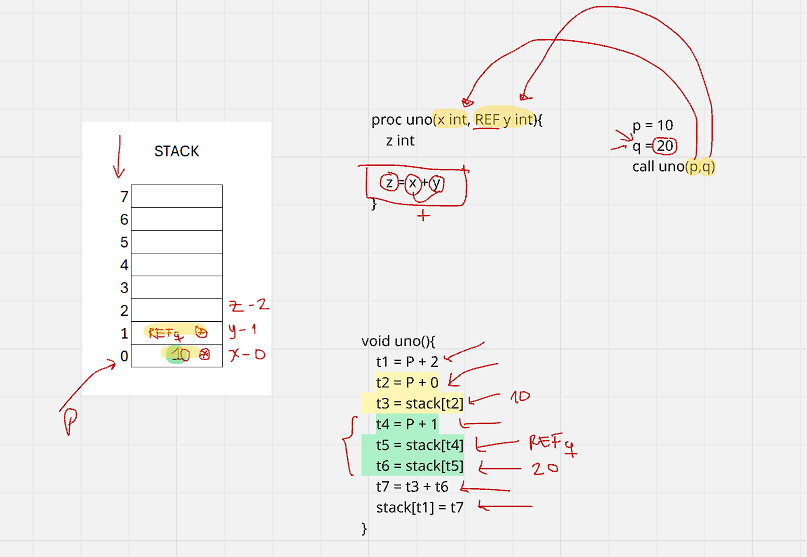 proc uno(x int, REF y int){
z int
z=x+y
}
+
p = 10
q = 20
call uno(p,q)
STACK
7
6
5
4
3
2
z-2
1
REFq
y-1
0
10
x-0
P
void uno(){
t1 = P + 2
t2 = P + 0
t3 = stack[t2]
10
t4 = P + 1
t5 = stack[t4]
REFq
t6 = stack[t5]
20
t7 = t3 + t6
stack[t1] = t7
}